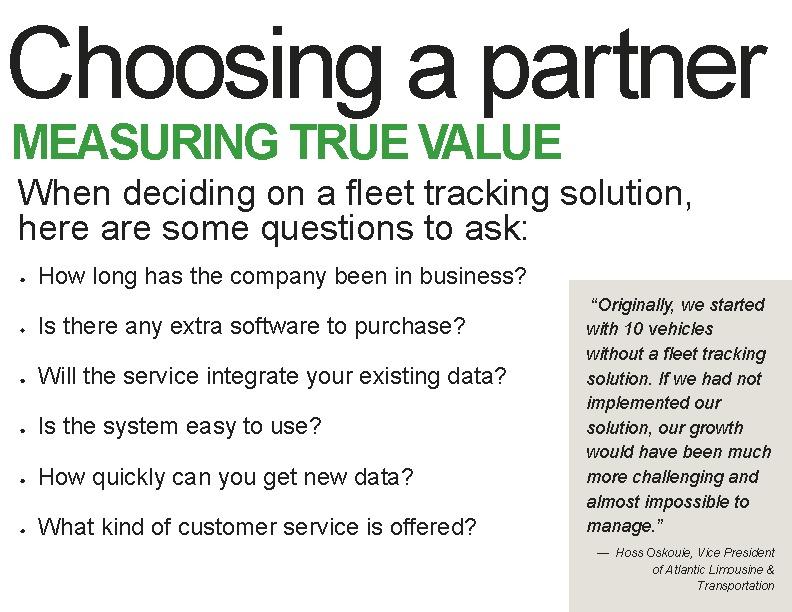 Choosing a partner
MEASURING TRUE VALUE
When deciding on a fleet tracking solution,
here are some questions to ask:
• How long has the company been in business?
• Is there any extra software to purchase?
• Will the service integrate your existing data?
• Is the system easy to use?
• How quickly can you get new data?
• What kind of customer service is offered?
“Originally, we started
with 10 vehicles
without a fleet tracking
solution. If we had not
implemented our
solution, our growth
would have been much
more challenging and
almost impossible to
manage.”
— Hoss Oskouie, Vice President
of Atlantic Limousine &
Transportation